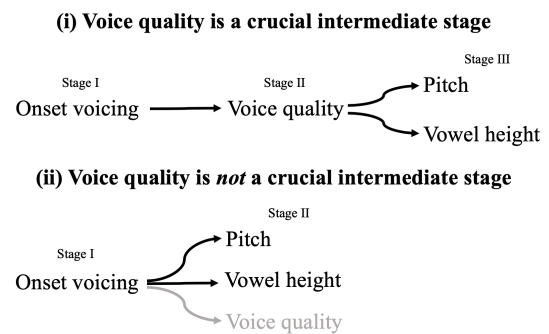 (i) Voice quality is a crucial intermediate stage
Stage III
Stage I Stage II
Pitch
Onset voicing Voice quality
Vowel height
(ii) Voice quality is not a crucial intermediate stage
Stage II
Pitch
Stage I
Onset voicing Vowel height
Voice quality